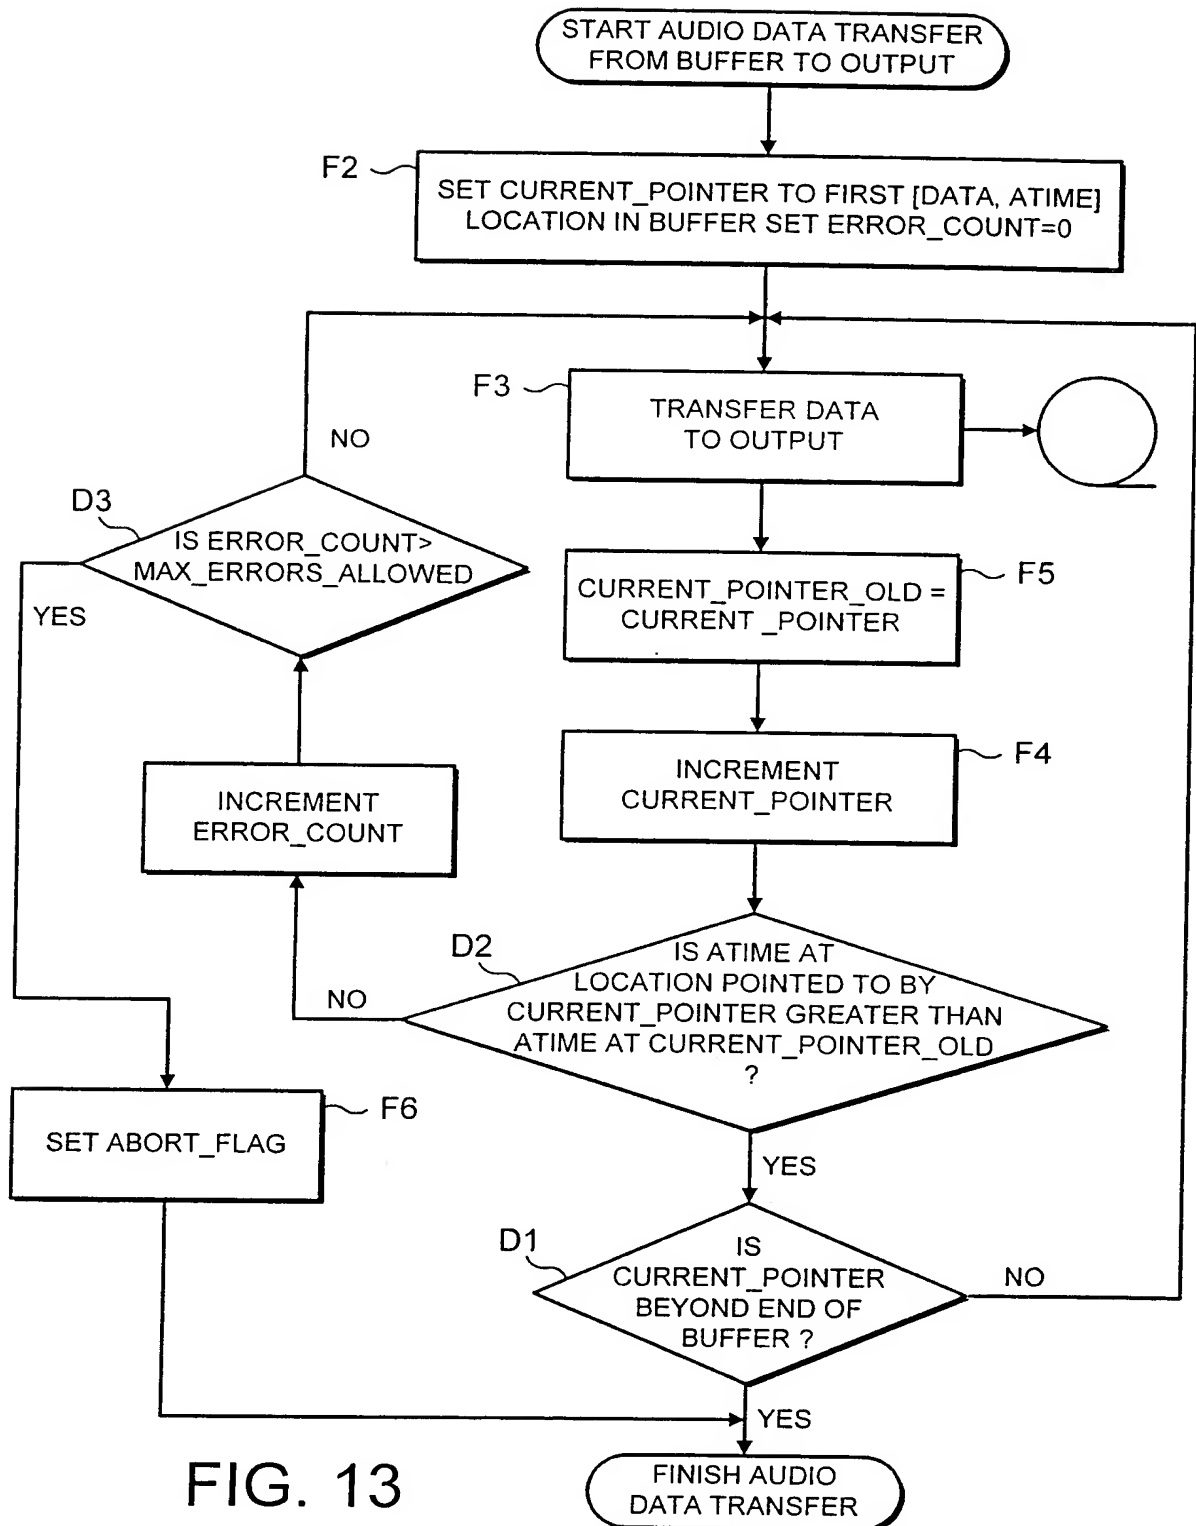 START AUDIO DATA TRANSFER
FROM BUFFER TO OUTPUT
F2
SET CURRENT_POINTER TO FIRST [DATA, ATIME]
LOCATION IN BUFFER SET ERROR_COUNT=0
F3
TRANSFER DATA
TO OUTPUT
NO
D3
IS ERROR_COUNT>
MAX_ERRORS_ALLOWED
YES
CURRENT_POINTER_OLD =
CURRENT _POINTER
F5
INCREMENT
CURRENT_POINTER
F4
INCREMENT
ERROR_COUNT
D2
IS ATIME AT
LOCATION POINTED TO BY
CURRENT_POINTER GREATER THAN
ATIME AT CURRENT_POINTER_OLD
?
NO
SET ABORT_FLAG
F6
YES
D1
IS
CURRENT_POINTER
BEYOND END OF
BUFFER ?
NO
YES
FINISH AUDIO
DATA TRANSFER
FIG. 13